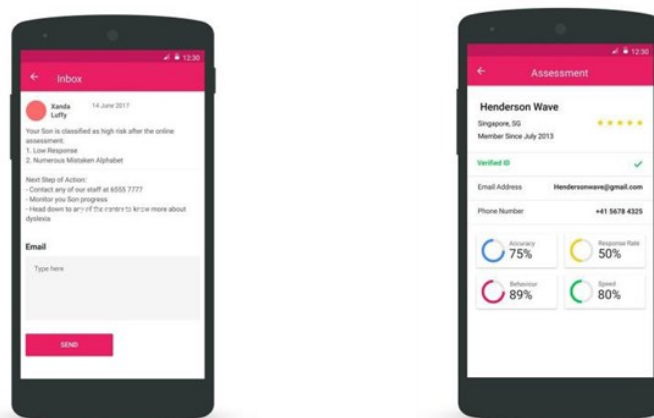 12:30
Inbox
Xanda
Luffy
14 June 2017
Your Son is classified as high risk after the online
assessment.
1. Low Response
2. Numerous Mistaken Alphabet
Next Step of Action:
- Contact any of our staff at 6555 7777
- Monitor you Son progress
- Head down to any of the centre to know more about
dyslexia
Email
Type here
SEND
12:30
Assessment
Henderson Wave
Singapore, SG
Member Since July 2013
Verified ID
Email Address Hendersonwave@gmail.com
Phone Number +41 5678 4325
Accuracy
75%
Response Rate
50%
Behaviour
89%
Speed
80%